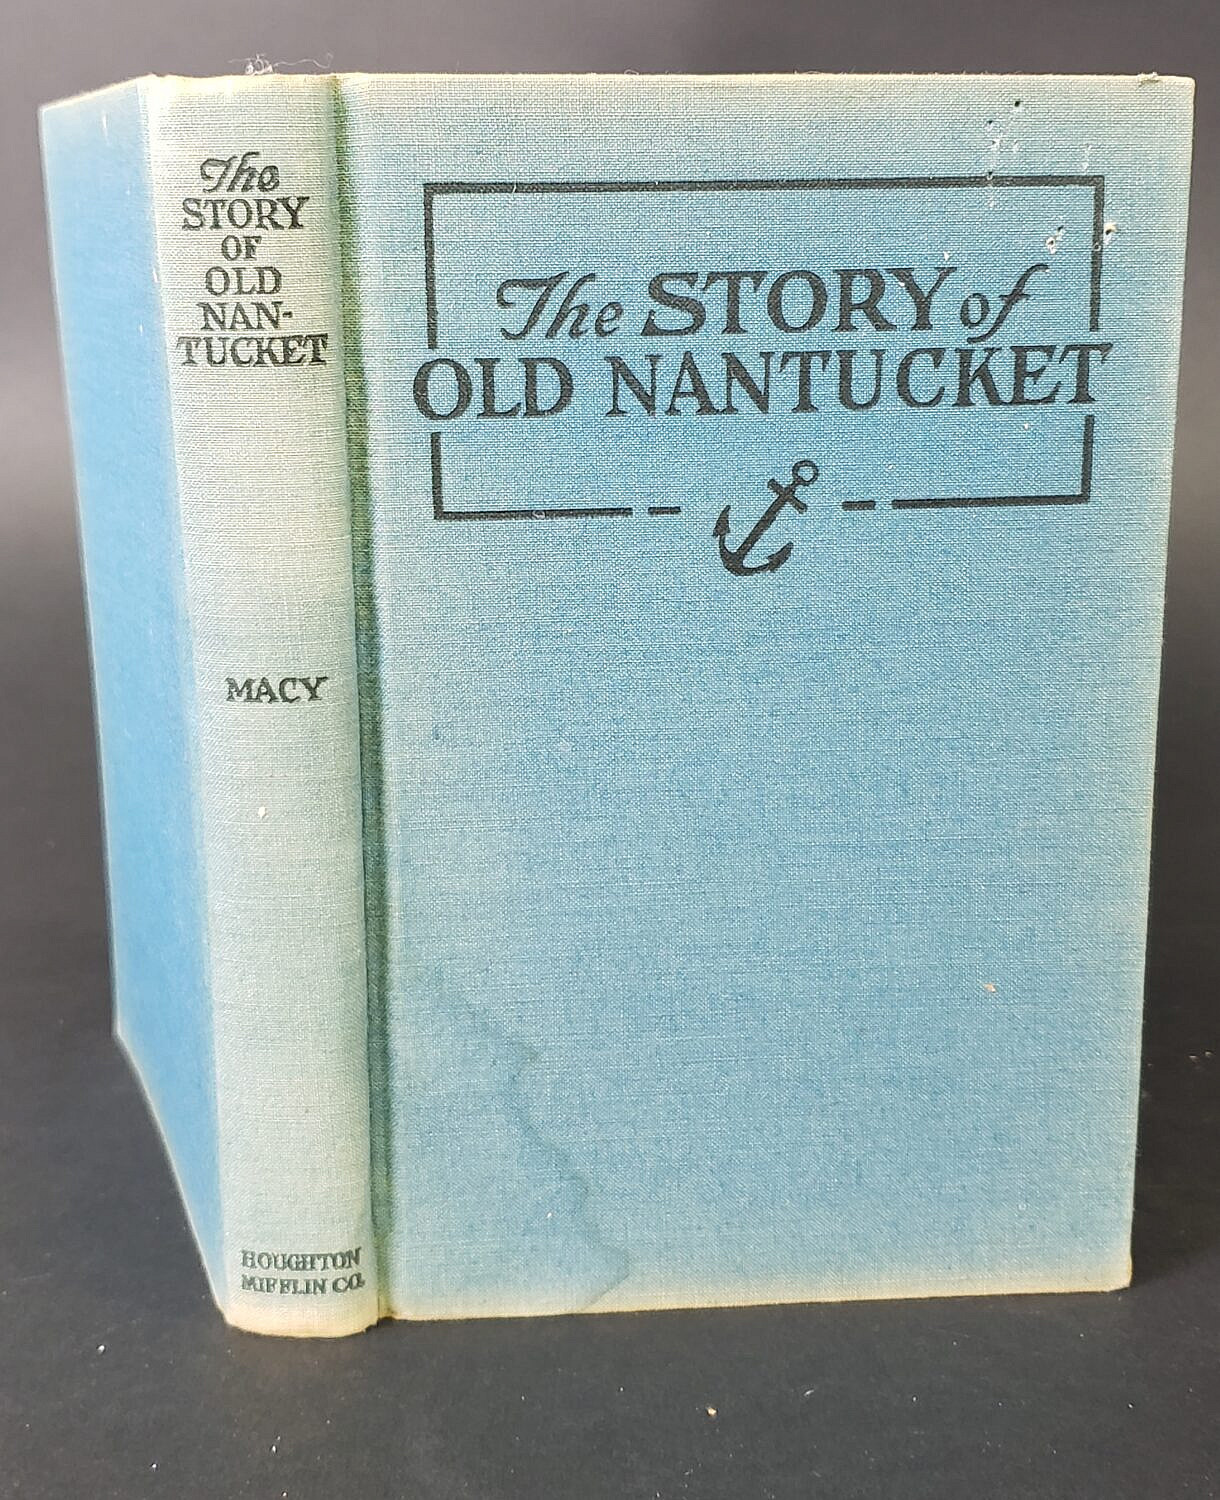 The
STORY
OF
OLD
NAN-
TUCKET
MACY
HOUGHTON
MIFFLIN CO.
The STORY of
OLD NANTUCKET